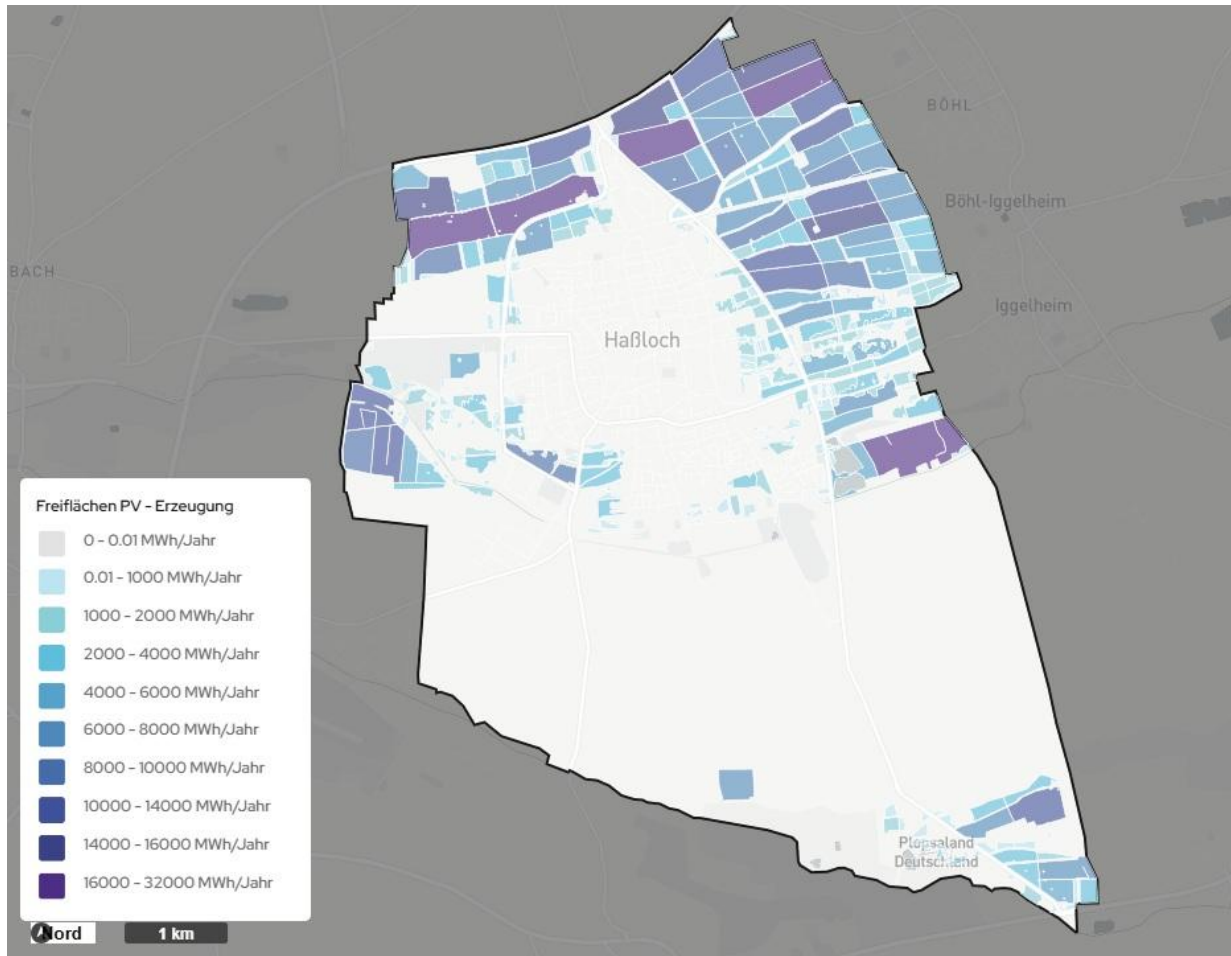 BÖHL
Böhl-Iggelheim
BACH
Iggelheim
Haßloch
Freiflächen PV - Erzeugung
0 - 0.01 MWh/Jahr
0.01 - 1000 MWh/Jahr
1000 - 2000 MWh/Jahr
2000 - 4000 MWh/Jahr
4000 - 6000 MWh/Jahr
6000 - 8000 MWh/Jahr
8000 - 10000 MWh/Jahr
10000 - 14000 MWh/Jahr
14000 - 16000 MWh/Jahr
16000 - 32000 MWh/Jahr
Plopsaland
Deutschland
Nord
1 km